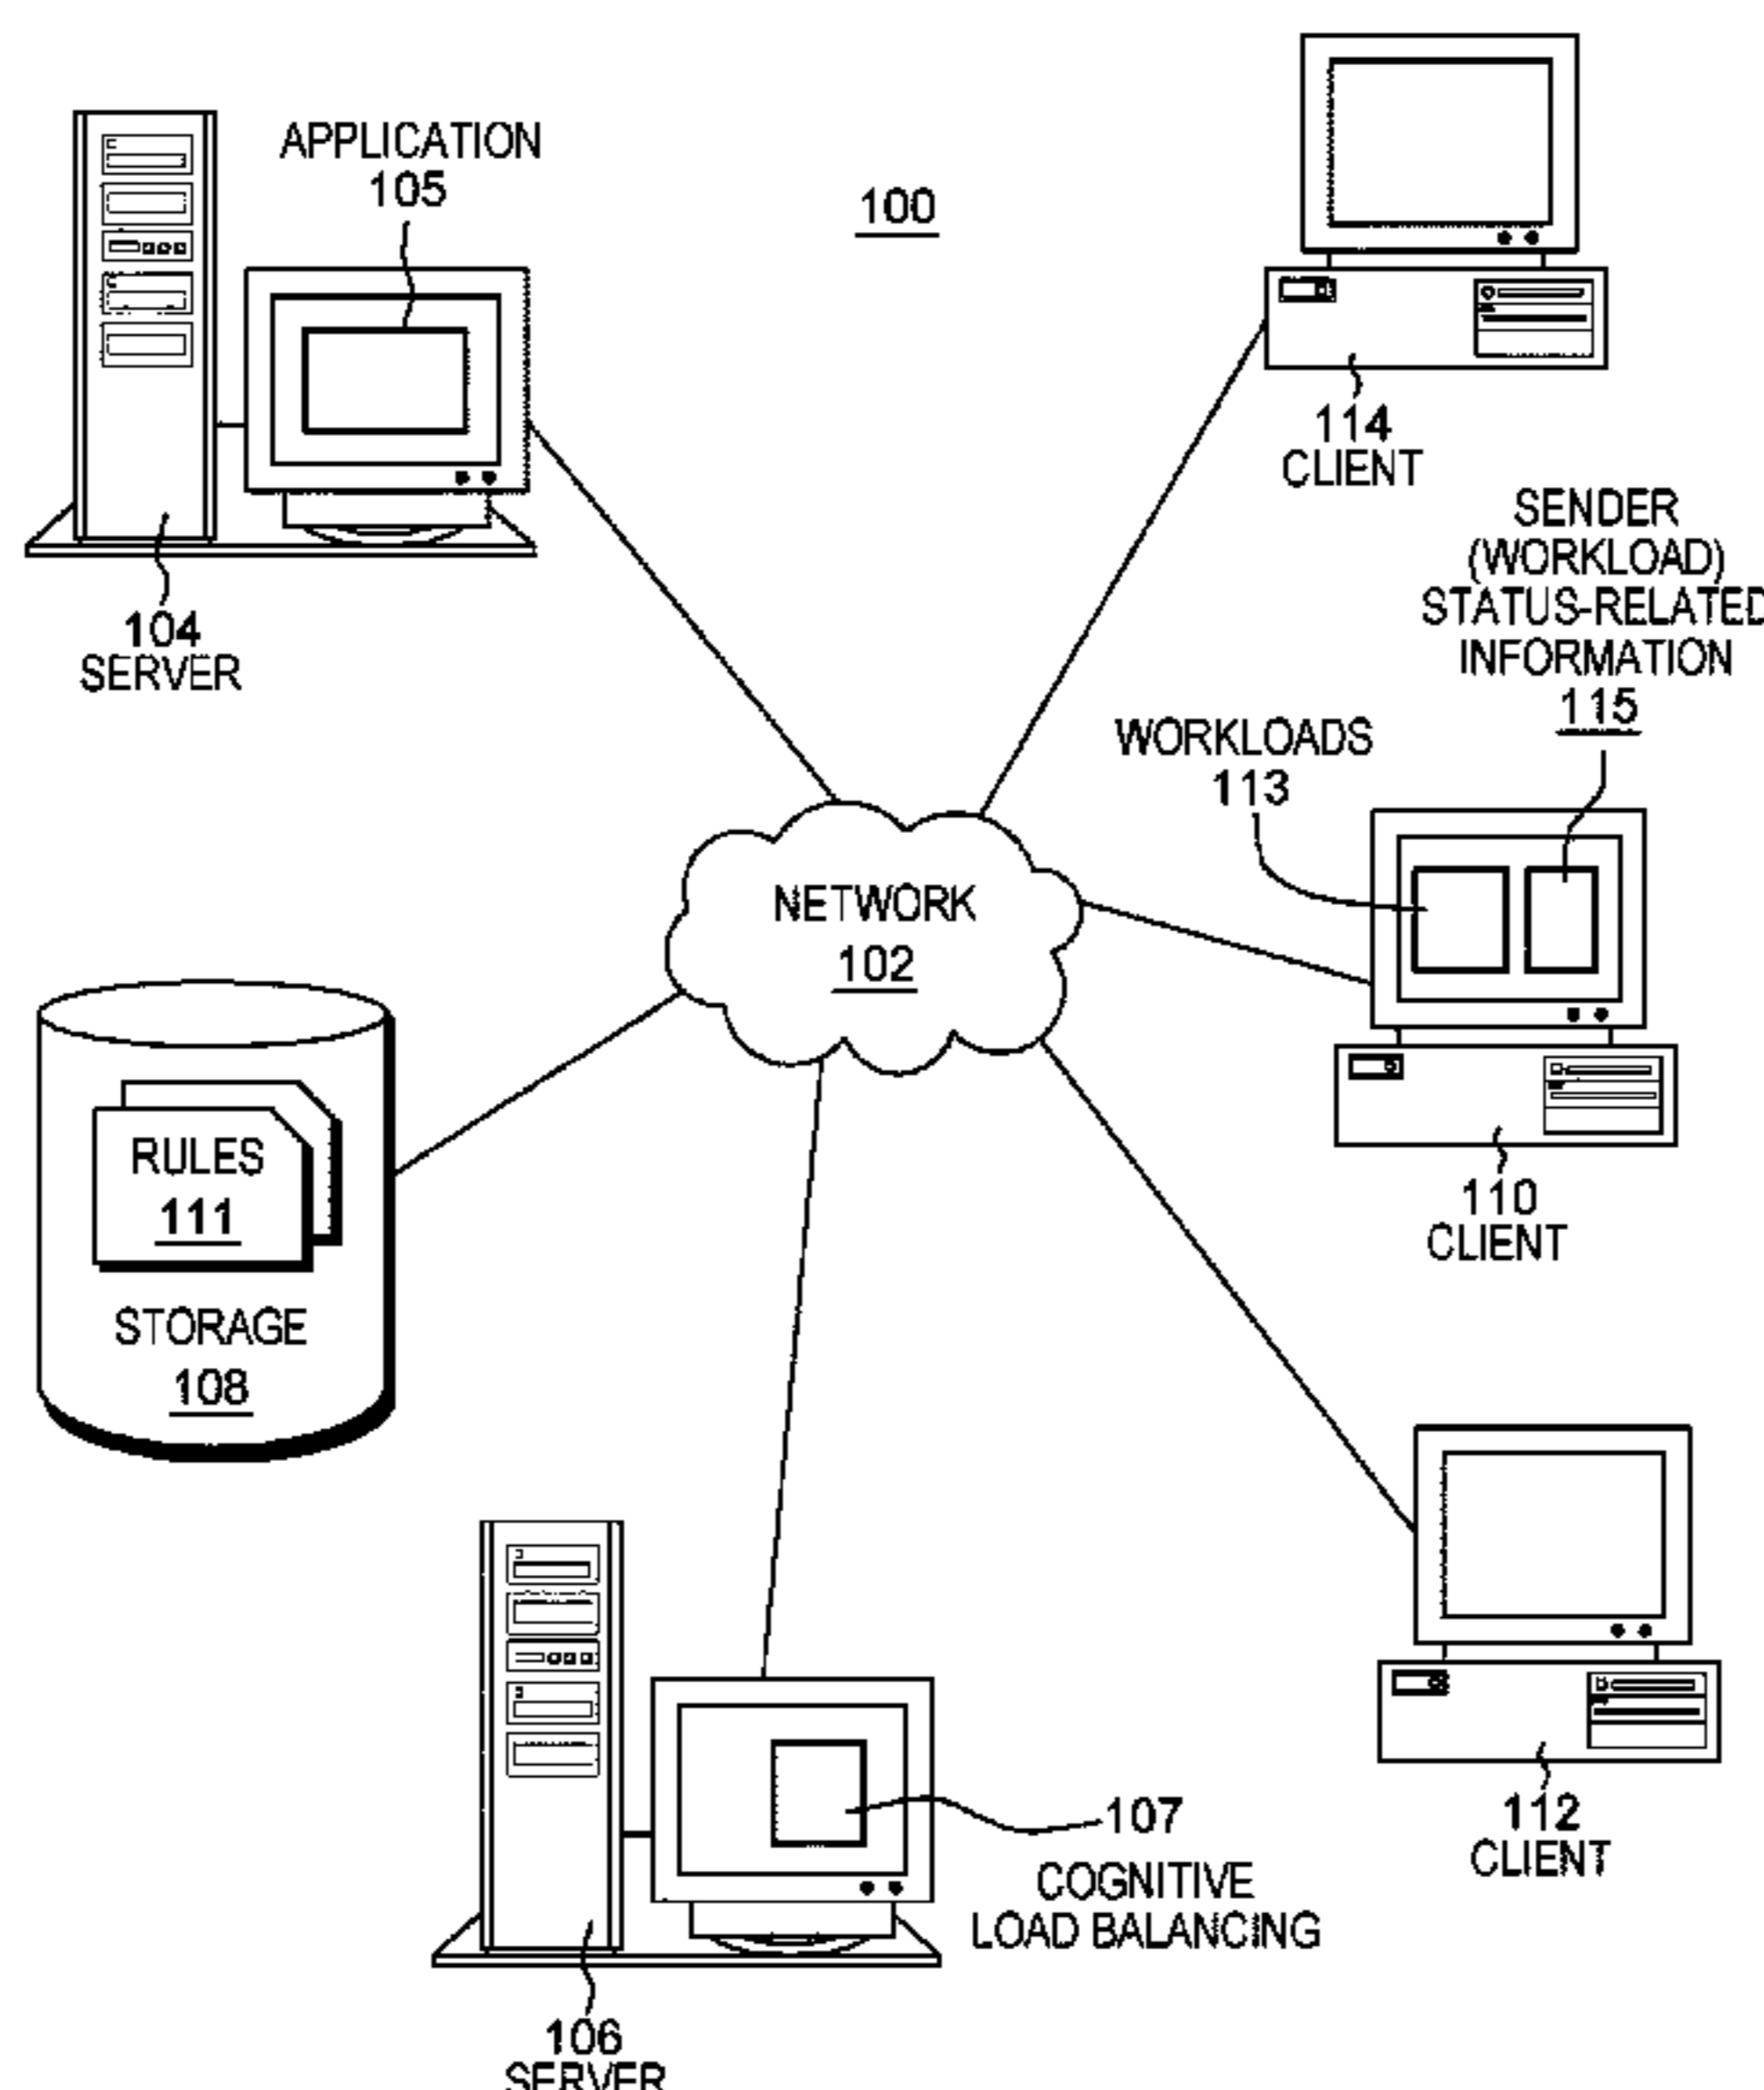 APPLICATION
105
100
104
SERVER
114
CLIENT
SENDER
(WORKLOAD)
STATUS-RELATED
INFORMATION
115
WORKLOADS
113
NETWORK
102
110
CLIENT
RULES
111
STORAGE
108
107
COGNITIVE
LOAD BALANCING
112
CLIENT
106
SERVER